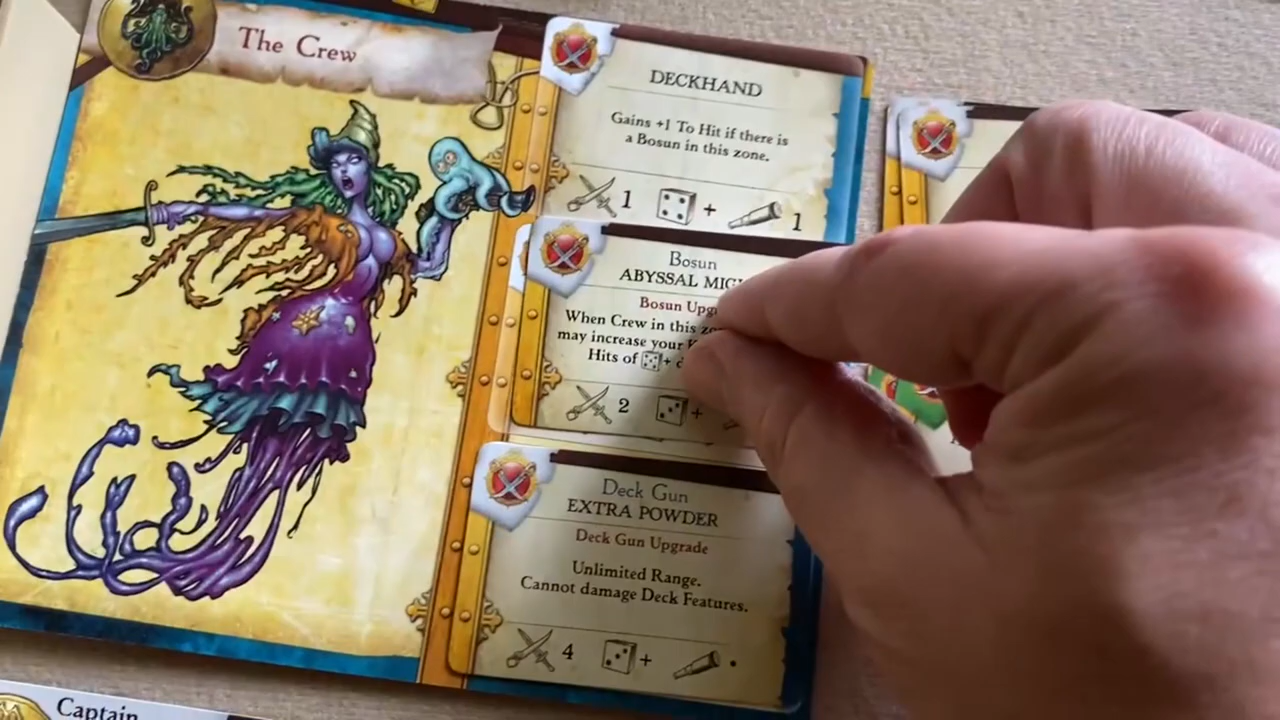 The Crew
DECKHAND
Gains +1 To Hit if there is
a Bosun in this zone.
1 + 1
Bosun
ABYSSAL
Bosun
When Crew in this
may increase your
Hits of +
2 +
Deck Gun
EXTRA POWDER
Deck Gun Upgrade
Unlimited Range.
Cannot damage Deck Features.
4 + •
Captain